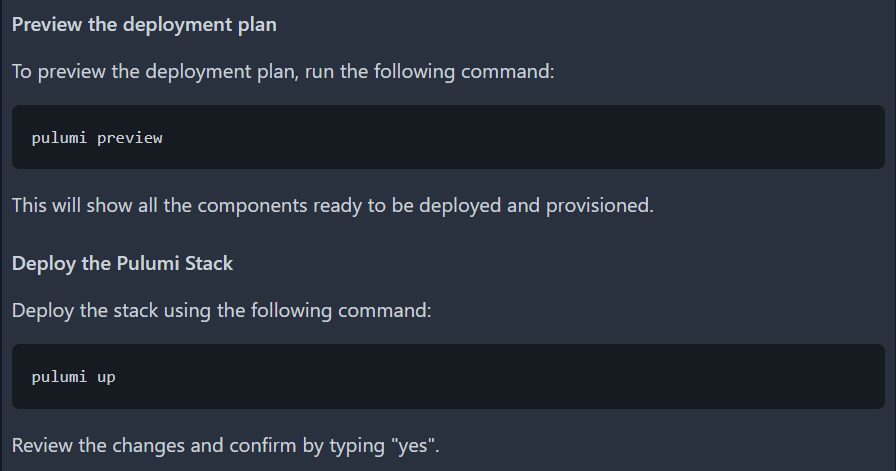 Preview the deployment plan
To preview the deployment plan, run the following command:
pulumi preview
This will show all the components ready to be deployed and provisioned.
Deploy the Pulumi Stack
Deploy the stack using the following command:
pulumi up
Review the changes and confirm by typing "yes".